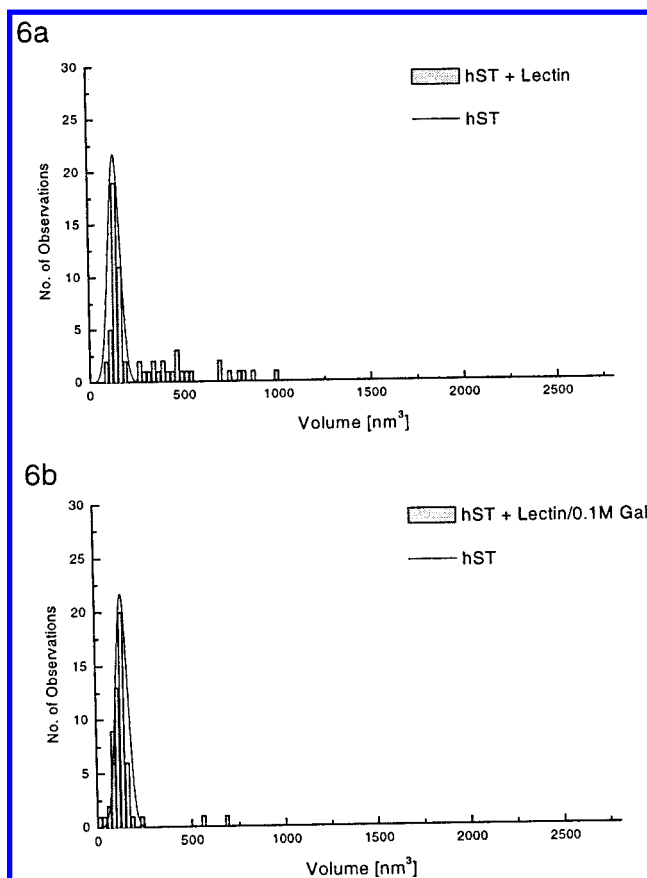 6a
30
25
20
15
10
5
0
No. of Observations
hST + Lectin
hST
0 500 1000 1500 2000 2500
Volume [nm³]
6b
30
25
20
15
10
5
0
No. of Observations
hST + Lectin/0.1M Gal
hST
0 500 1000 1500 2000 2500
Volume [nm³]